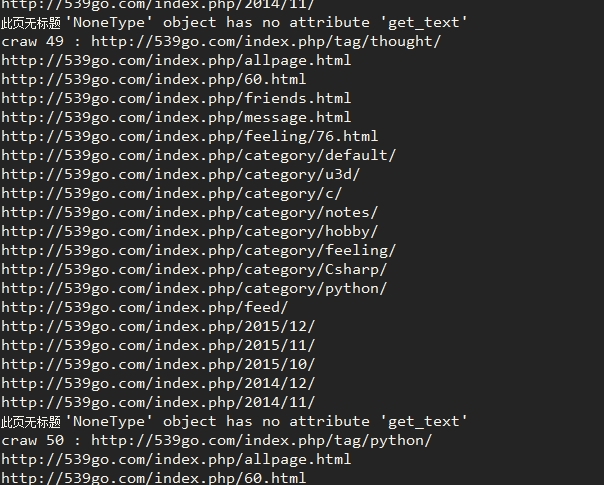 http://539go.com/index.php/2014/11/
此页无标题 'NoneType' object has no attribute 'get_text'
craw 49 : http://539go.com/index.php/tag/thought/
http://539go.com/index.php/allpage.html
http://539go.com/index.php/60.html
http://539go.com/index.php/friends.html
http://539go.com/index.php/message.html
http://539go.com/index.php/feeling/76.html
http://539go.com/index.php/category/default/
http://539go.com/index.php/category/u3d/
http://539go.com/index.php/category/c/
http://539go.com/index.php/category/notes/
http://539go.com/index.php/category/hobby/
http://539go.com/index.php/category/feeling/
http://539go.com/index.php/category/Csharp/
http://539go.com/index.php/category/python/
http://539go.com/index.php/feed/
http://539go.com/index.php/2015/12/
http://539go.com/index.php/2015/11/
http://539go.com/index.php/2015/10/
http://539go.com/index.php/2014/12/
http://539go.com/index.php/2014/11/
此页无标题 'NoneType' object has no attribute 'get_text'
craw 50 : http://539go.com/index.php/tag/python/
http://539go.com/index.php/allpage.html
http://539go.com/index.php/60.html